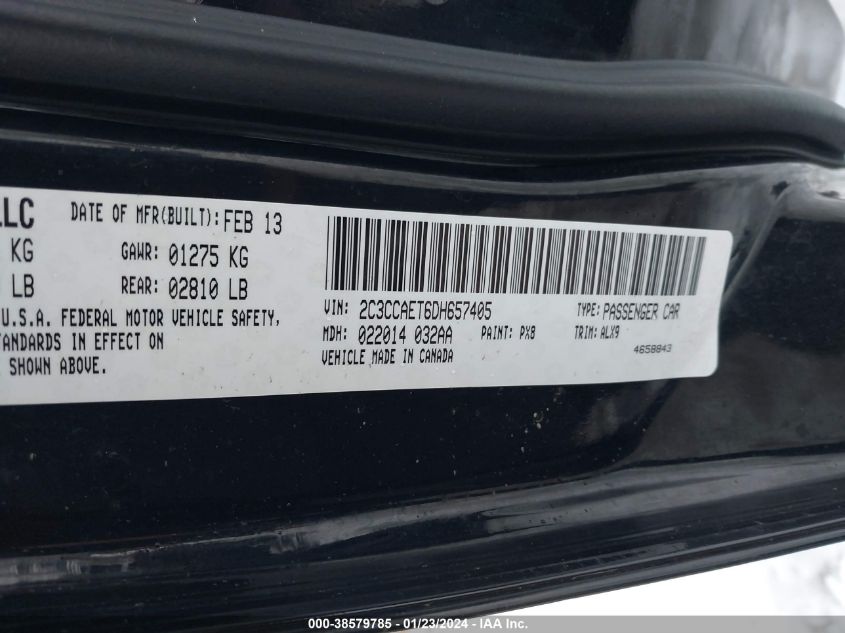 LLC DATE OF MFR(BUILT): FEB 13
KG GAWR: 01275 KG
LB REAR: 02810 LB
U.S.A. FEDERAL MOTOR VEHICLE SAFETY,
STANDARDS IN EFFECT ON
SHOWN ABOVE.
VIN: 2C3CCAET6DH657405 TYPE: PASSENGER CAR
MDH: 022014 032AA PAINT: PX8 TRIM: ALX9
VEHICLE MADE IN CANADA 4658843
000-38579785 - 01/23/2024 - IAA Inc.